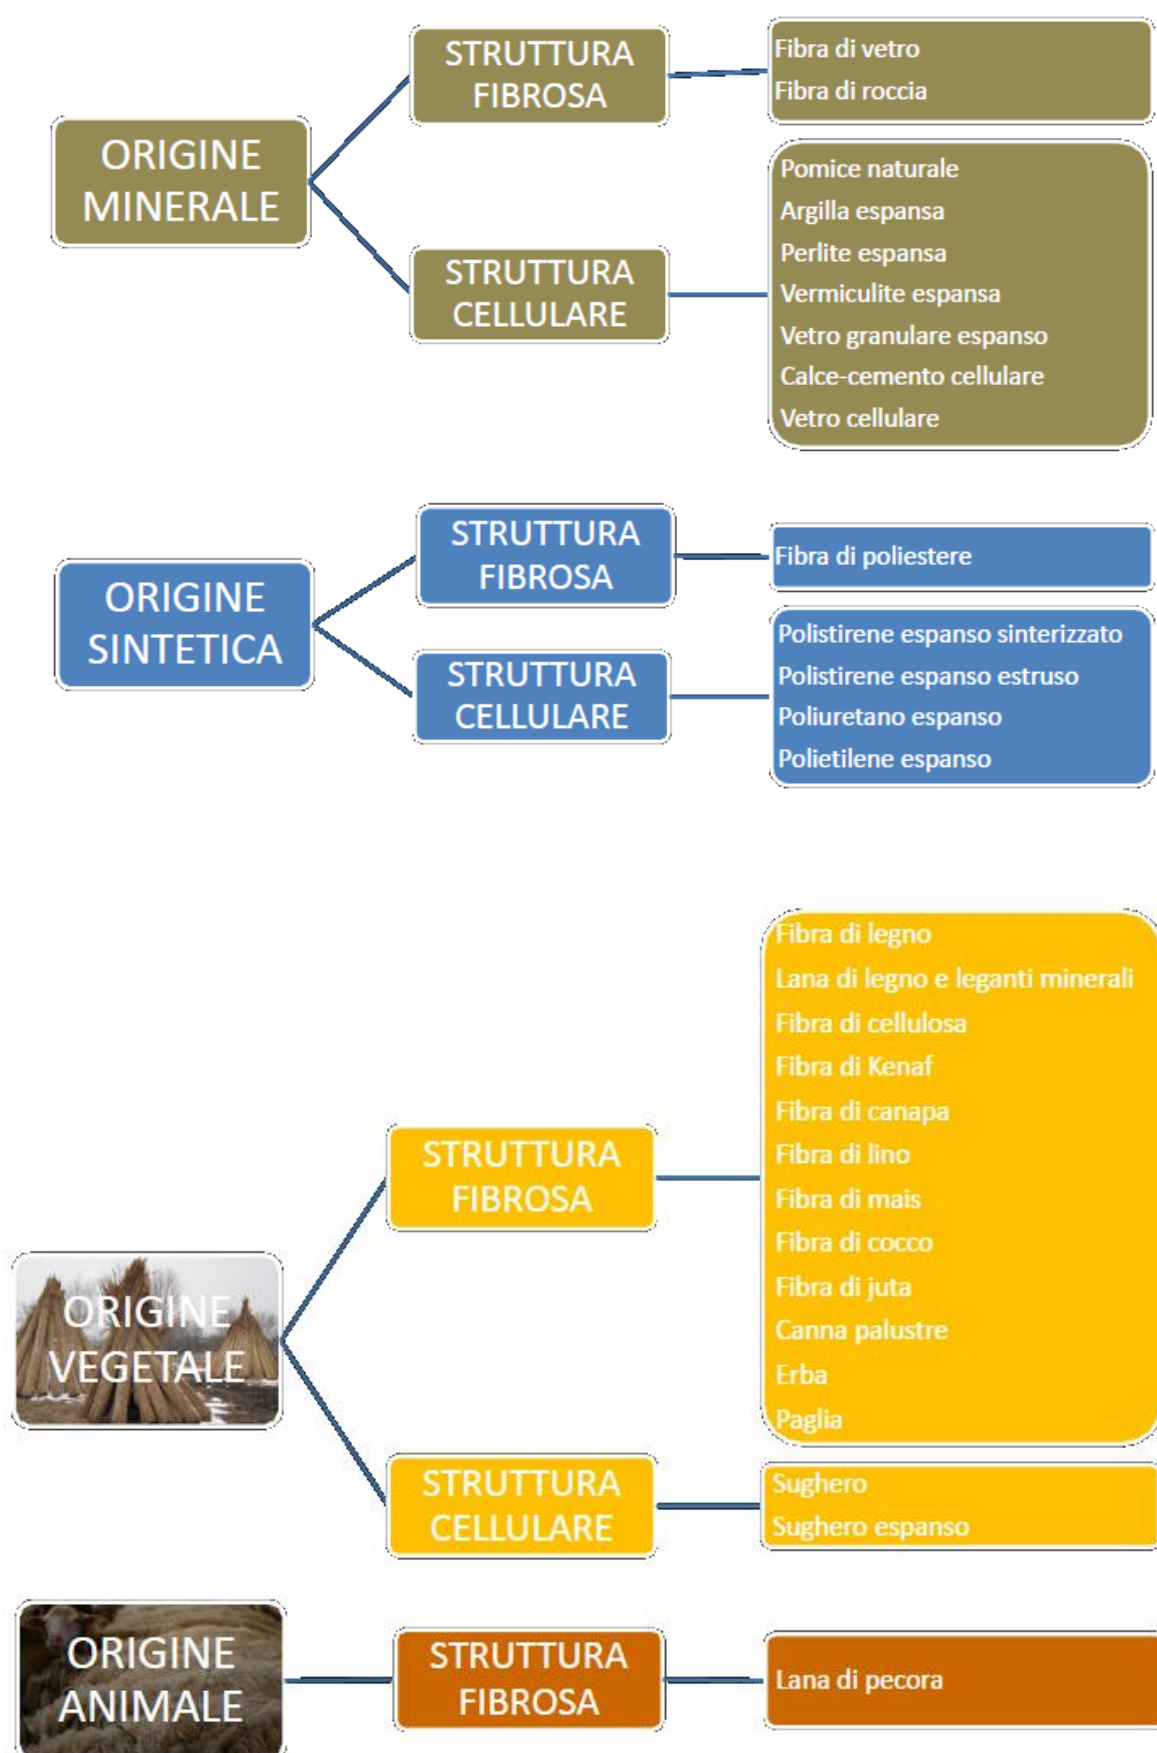 ORIGINE
MINERALE
STRUTTURA
FIBROSA
Fibra di vetro
Fibra di roccia
STRUTTURA
CELLULARE
Pomice naturale
Argilla espansa
Perlite espansa
Vermiculite espansa
Vetro granulare espanso
Calce-cemento cellulare
Vetro cellulare
ORIGINE
SINTETICA
STRUTTURA
FIBROSA
Fibra di poliestere
STRUTTURA
CELLULARE
Polistirene espanso sinterizzato
Polistirene espanso estruso
Poliuretano espanso
Polietilene espanso
ORIGINE
VEGETALE
STRUTTURA
FIBROSA
Fibra di legno
Lana di legno e leganti minerali
Fibra di cellulosa
Fibra di Kenaf
Fibra di canapa
Fibra di lino
Fibra di mais
Fibra di cocco
Fibra di juta
Canna palustre
Erba
Paglia
STRUTTURA
CELLULARE
Sughero
Sughero espanso
ORIGINE
ANIMALE
STRUTTURA
FIBROSA
Lana di pecora